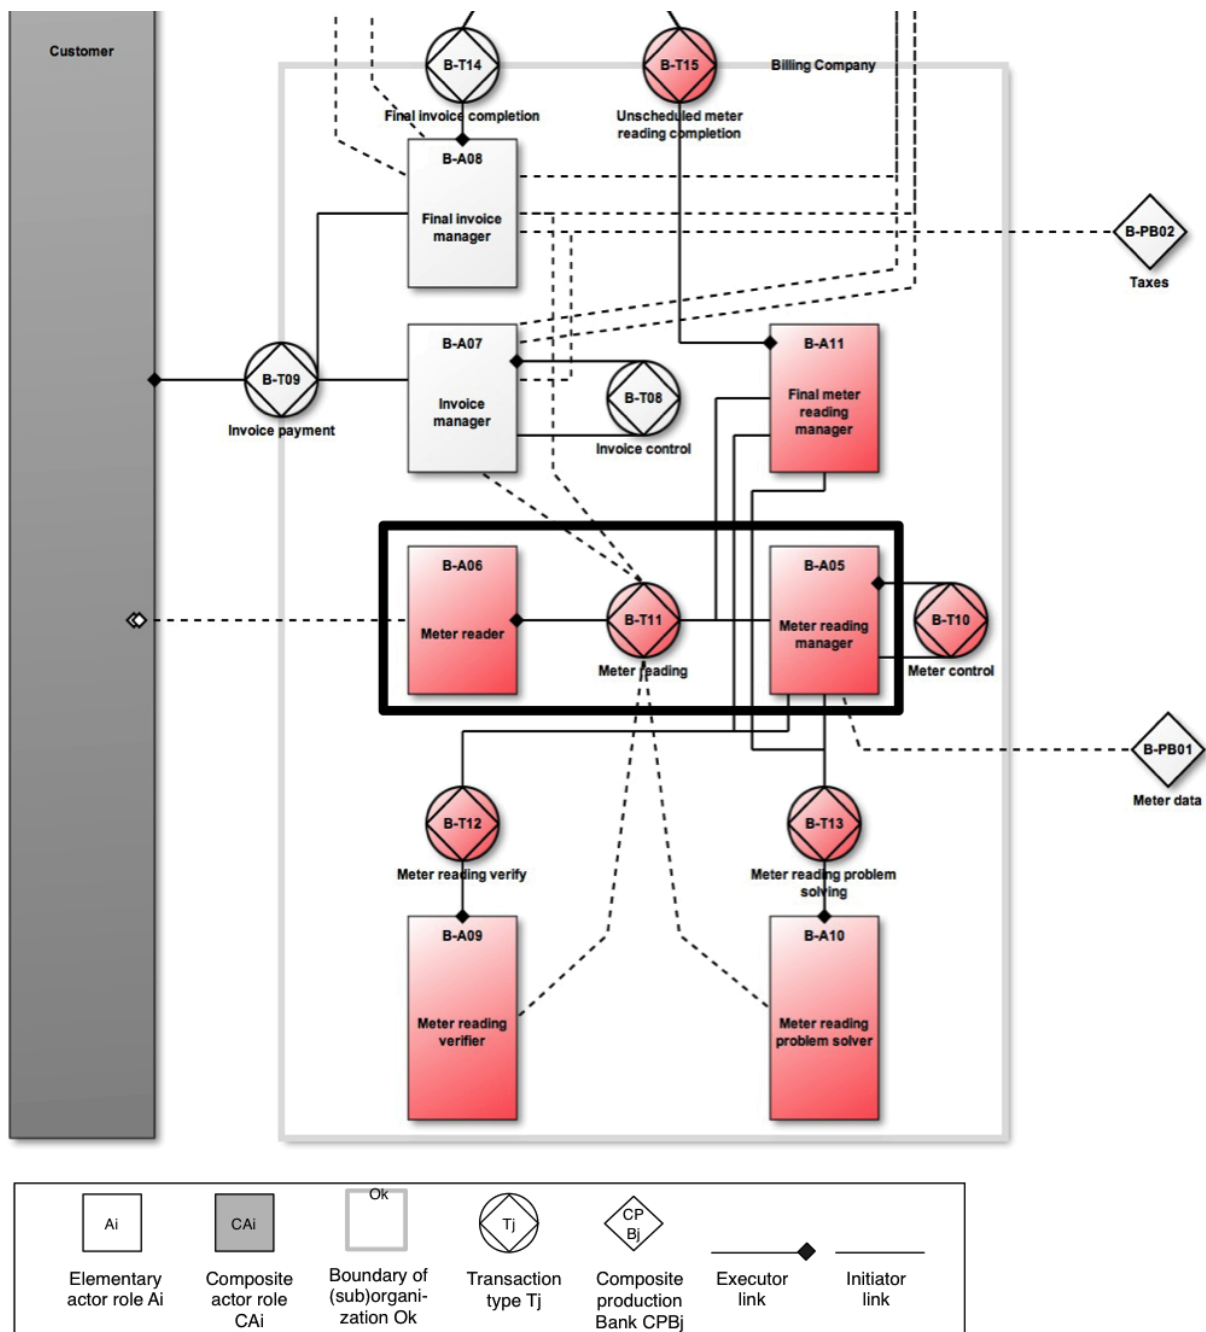 Customer
B-T14
B-T15
Billing Company
Final invoice completion
Unscheduled meter
reading completion
B-A08
Final invoice
manager
B-PB02
Taxes
B-A07
Invoice
manager
B-T09
Invoice payment
B-T08
Invoice control
B-A11
Final meter
reading
manager
B-A06
Meter reader
B-T11
Meter reading
B-A05
Meter reading
manager
B-T10
Meter control
B-PB01
Meter data
B-T12
Meter reading verify
B-T13
Meter reading problem
solving
B-A09
Meter reading
verifier
B-A10
Meter reading
problem solver
Ai
Elementary
actor role Ai
CAi
Composite
actor role
CAi
Ok
Boundary of
(sub)organi-
zation Ok
Tj
Transaction
type Tj
CP
Bj
Composite
production
Bank CPBj
Executor
link
Initiator
link